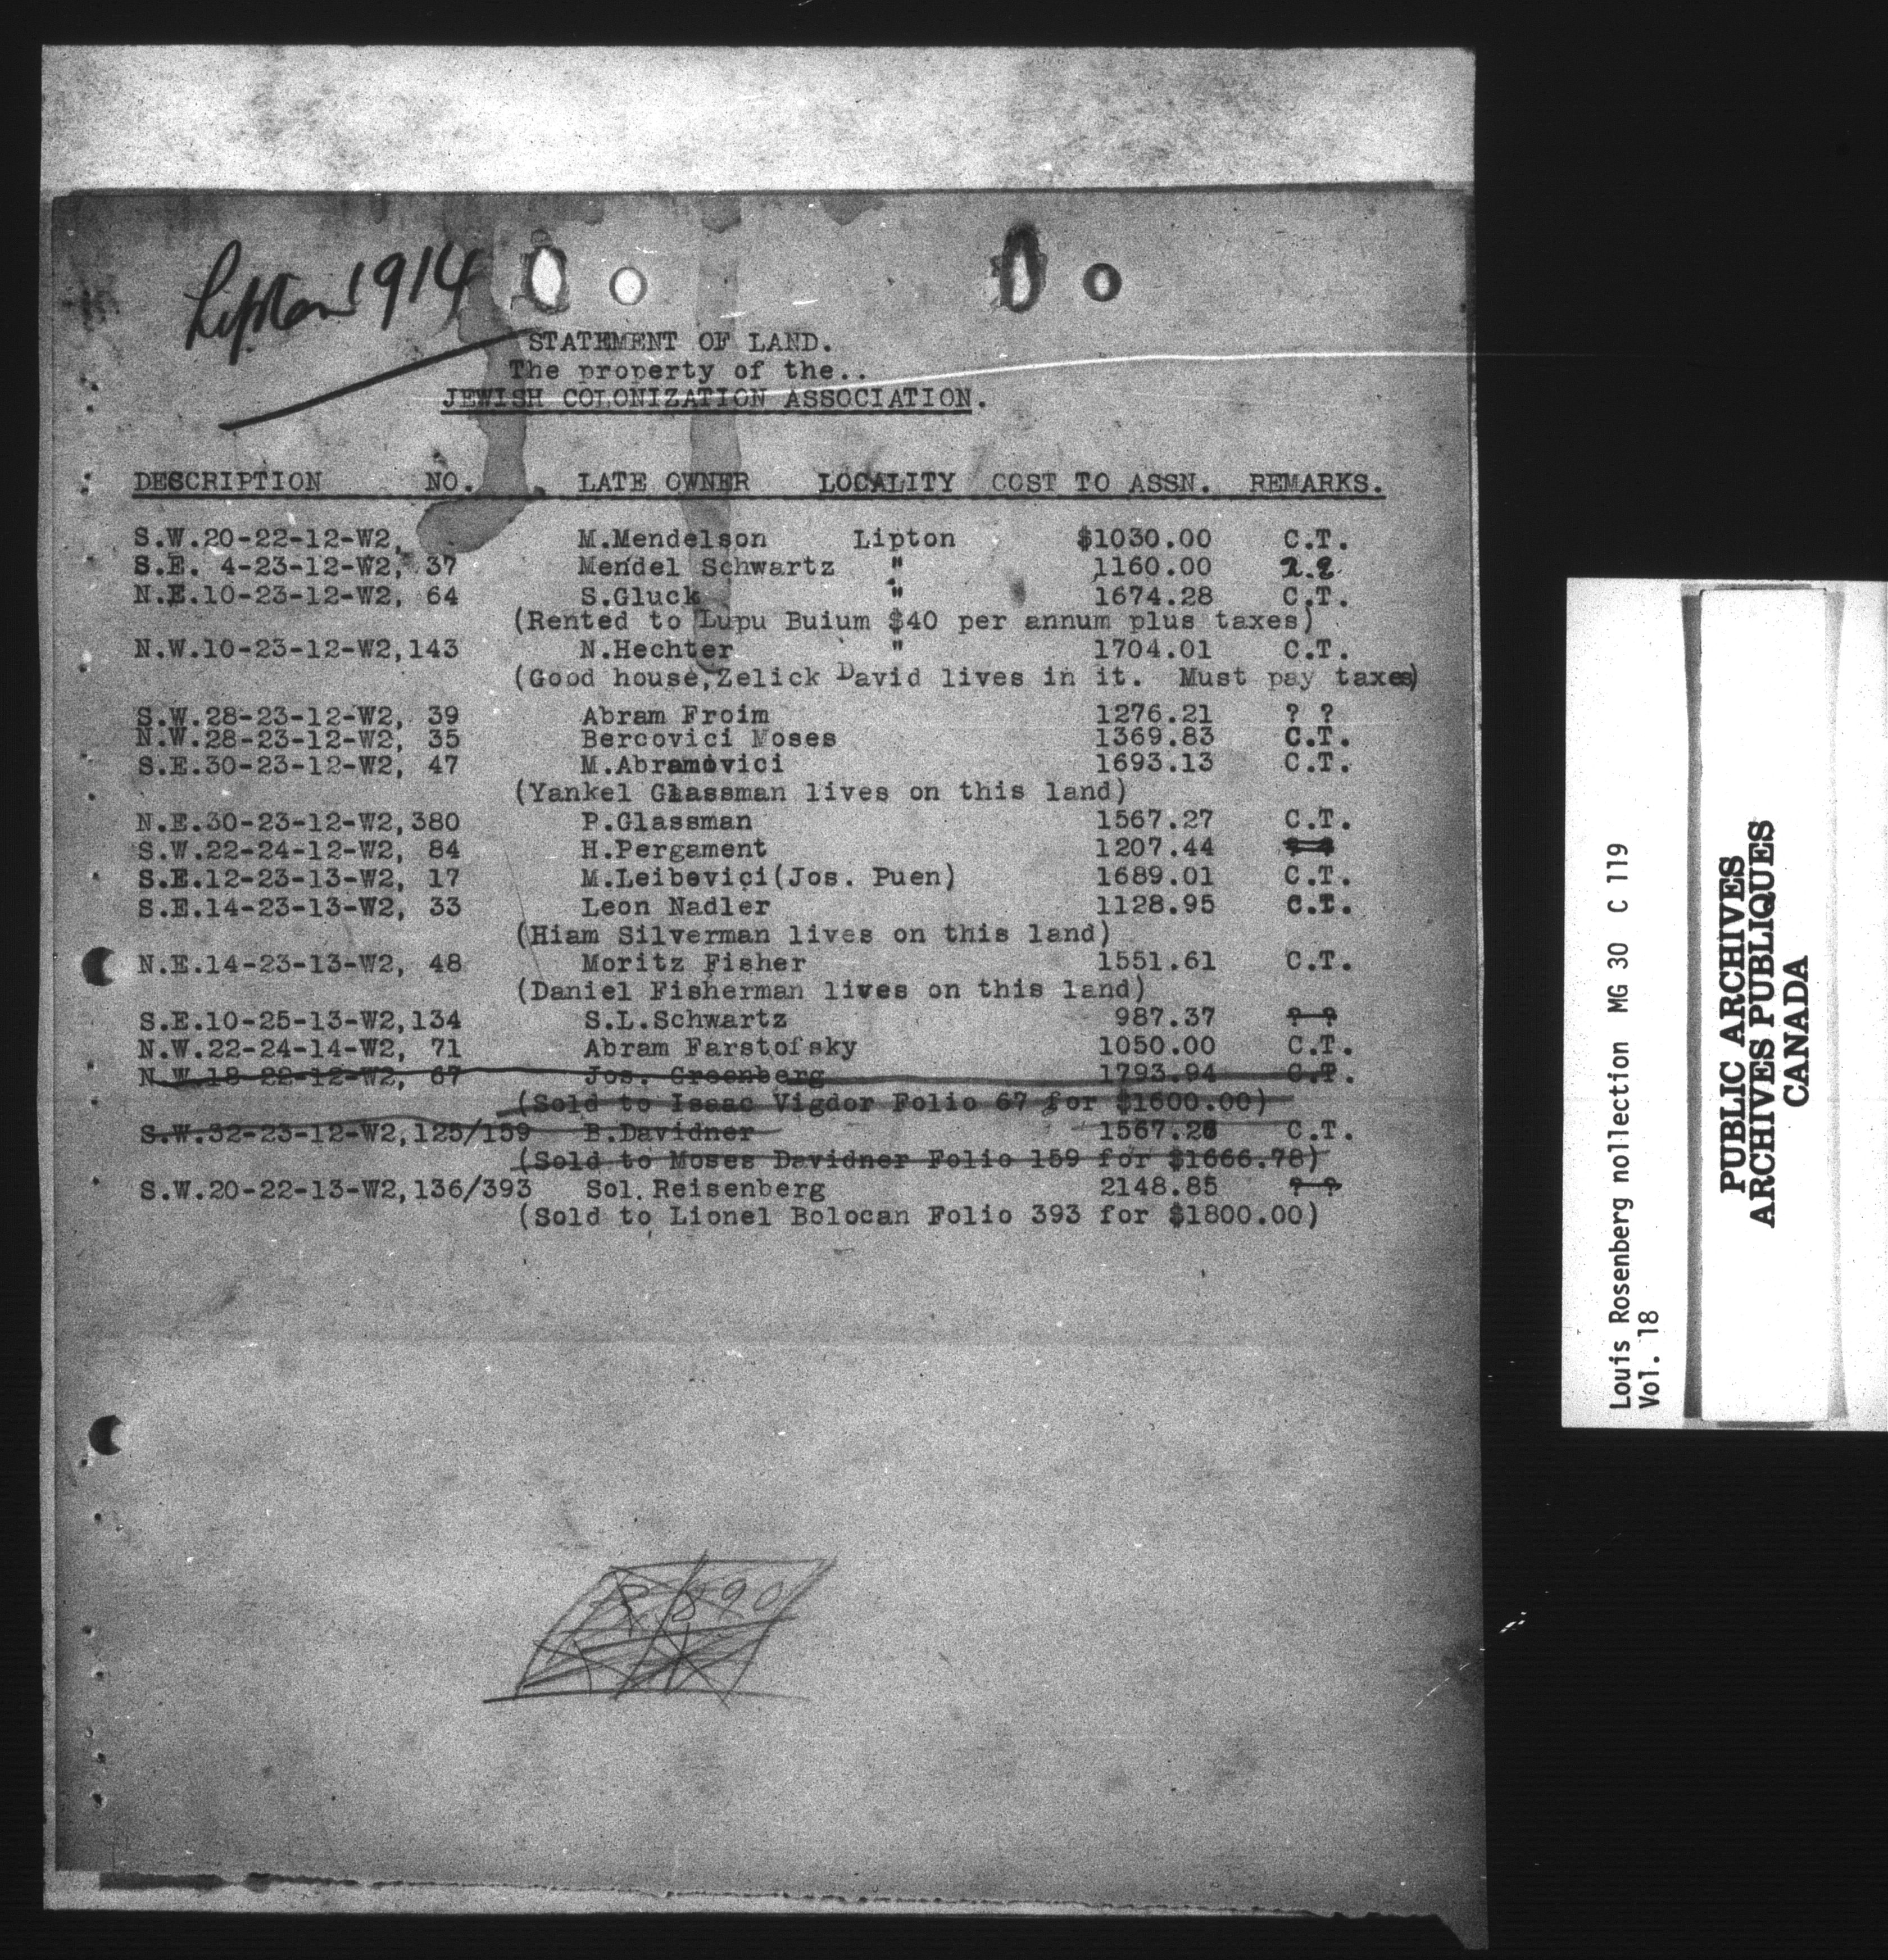 Lipton 1914
STATEMENT OF LAND.
The property of the..
JEWISH COLONIZATION ASSOCIATION.
DESCRIPTION NO. LATE OWNER LOCALITY COST TO ASSN. REMARKS.
S.W.20-22-12-W2, M.Mendelson Lipton $1030.00 C.T.
S.E. 4-23-12-W2, 37 Mendel Schwartz " 1160.00 ? ?
N.E.10-23-12-W2, 64 S.Gluck " 1674.28 C.T.
(Rented to Lupu Buium $40 per annum plus taxes)
N.W.10-23-12-W2,143 N.Hechter " 1704.01 C.T.
(Good house,Zelick David lives in it. Must pay taxes)
S.W.28-23-12-W2, 39 Abram Froim 1276.21 ? ?
N.W.28-23-12-W2, 35 Bercovici Moses 1369.83 C.T.
S.E.30-23-12-W2, 47 M.Abramovici 1693.13 C.T.
(Yankel Glassman lives on this land)
N.E.30-23-12-W2,380 P.Glassman 1567.27 C.T.
S.W.22-24-12-W2, 84 H.Pergament 1207.44 ? ?
S.E.12-23-13-W2, 17 M.Leibevici(Jos. Puen) 1689.01 C.T.
S.E.14-23-13-W2, 33 Leon Nadler 1128.95 C.T.
(Hiam Silverman lives on this land)
N.E.14-23-13-W2, 48 Moritz Fisher 1551.61 C.T.
(Daniel Fisherman lives on this land)
S.E.10-25-13-W2,134 S.L.Schwartz 987.37 ? ?
N.W.22-24-14-W2, 71 Abram Farstofsky 1050.00 C.T.
N.W.18-22-12-W2, 67 Jos. Greenberg 1793.94 C.T.
(Sold to Isaac Vigdor Folio 67 for $1600.00)
S.W.32-23-12-W2,125/159 B.Davidner 1567.26 C.T.
(Sold to Moses Davidner Folio 159 for $1666.78)
S.W.20-22-13-W2,136/393 Sol.Reisenberg 2148.85 ? ?
(Sold to Lionel Bolocan Folio 393 for $1800.00)
Louis Rosenberg nollection MG 30 C 119
Vol. 18
PUBLIC ARCHIVES
ARCHIVES PUBLIQUES
CANADA